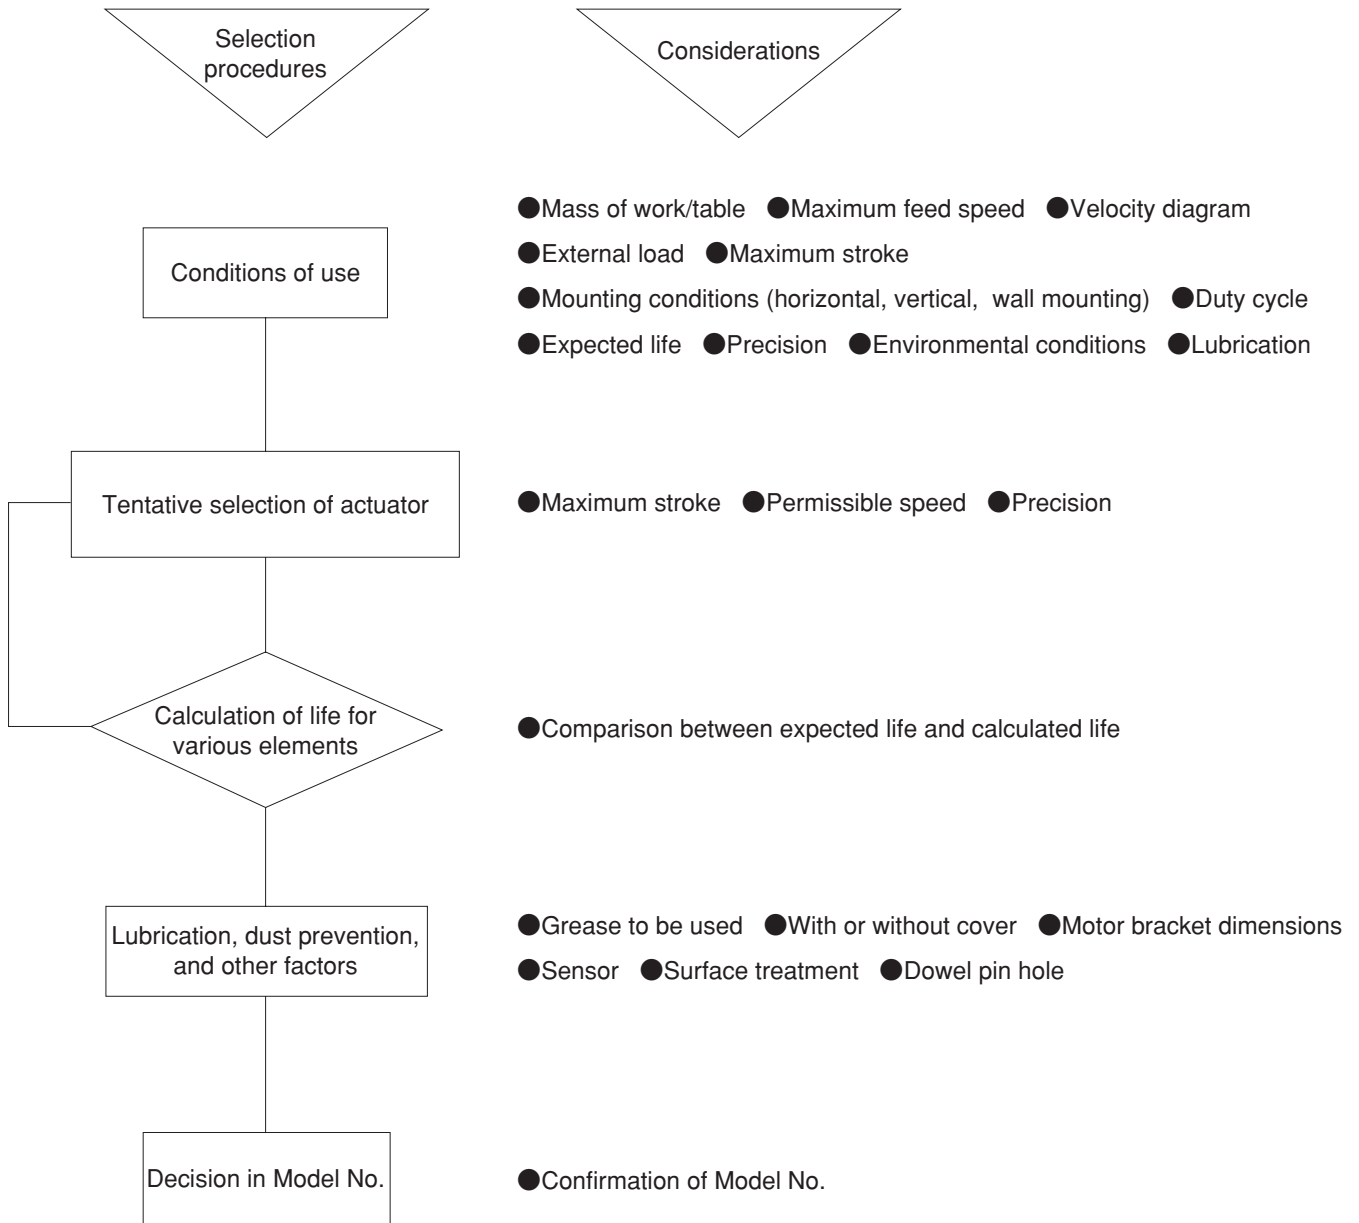 Selection
procedures
Considerations
●Mass of work/table ●Maximum feed speed ●Velocity diagram
Conditions of use
●External load ●Maximum stroke
●Mounting conditions (horizontal, vertical, wall mounting) ●Duty cycle
●Expected life ●Precision ●Environmental conditions ●Lubrication
Tentative selection of actuator
●Maximum stroke ●Permissible speed ●Precision
Calculation of life for
various elements
●Comparison between expected life and calculated life
Lubrication, dust prevention,
and other factors
●Grease to be used ●With or without cover ●Motor bracket dimensions
●Sensor ●Surface treatment ●Dowel pin hole
Decision in Model No.
●Confirmation of Model No.